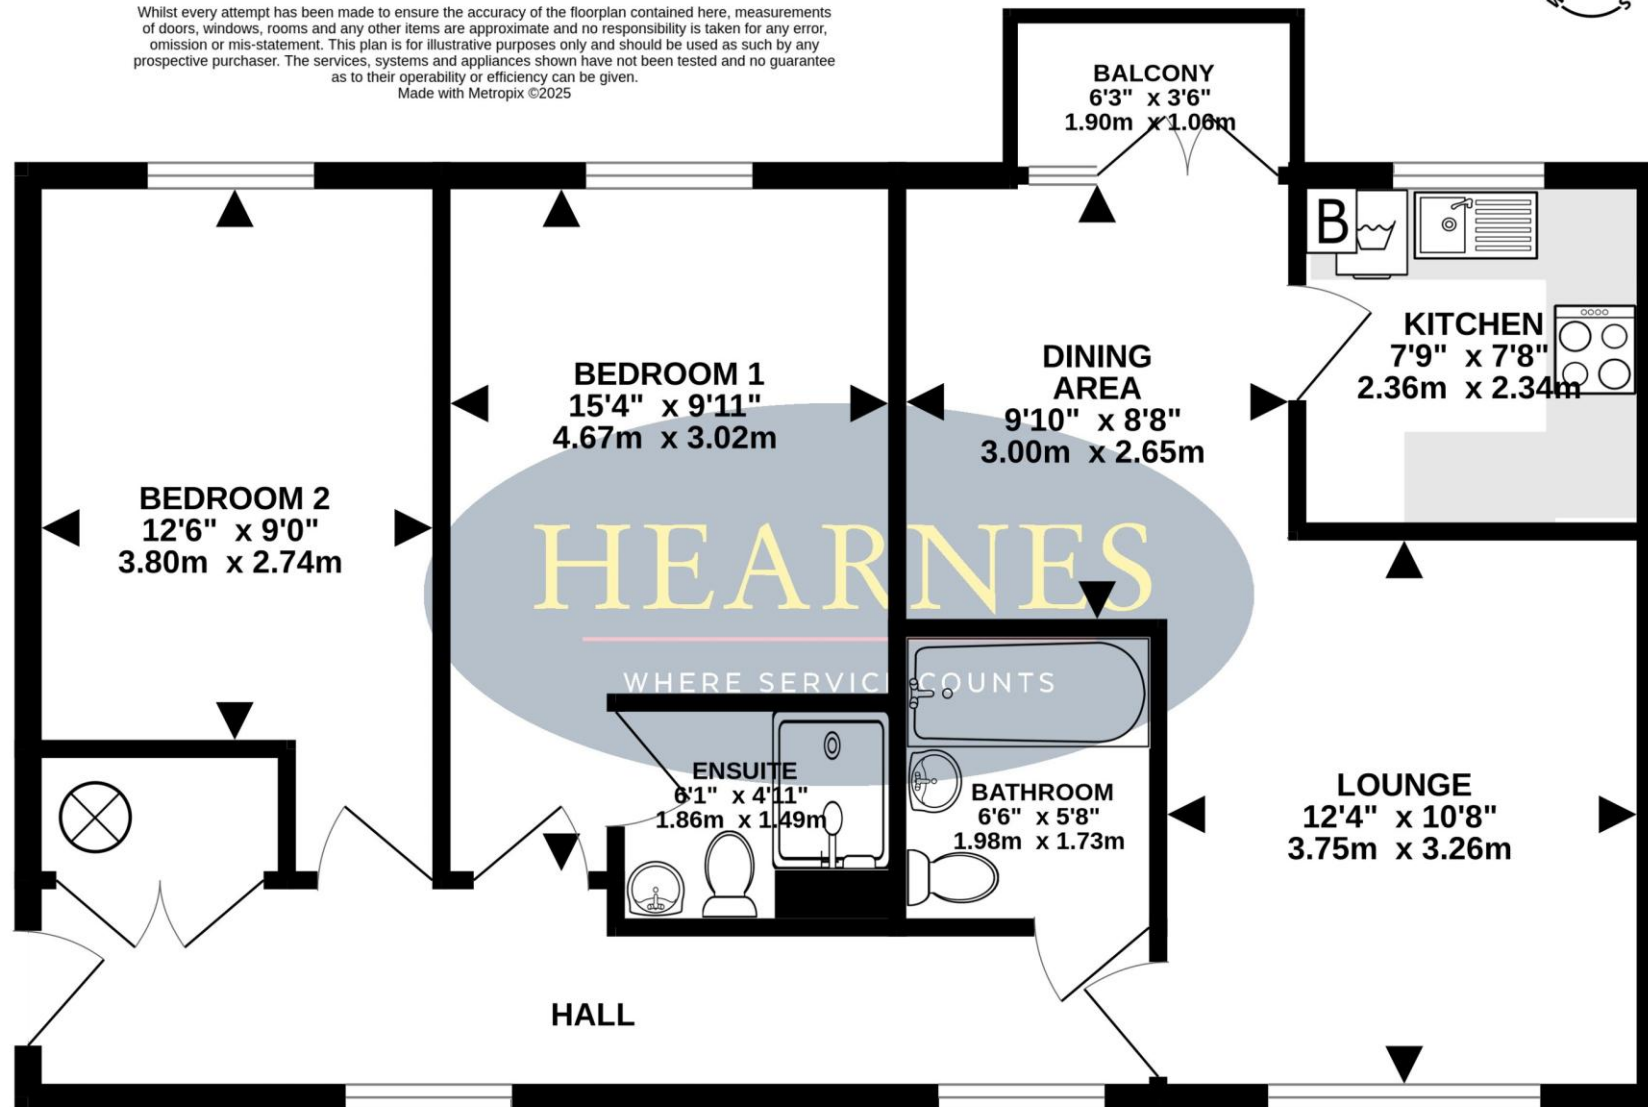 Whilst every attempt has been made to ensure the accuracy of the floorplan contained here, measurements
of doors, windows, rooms and any other items are approximate and no responsibility is taken for any error,
omission or mis-statement. This plan is for illustrative purposes only and should be used as such by any
prospective purchaser. The services, systems and appliances shown have not been tested and no guarantee
as to their operability or efficiency can be given.
Made with Metropix ©2025
BALCONY
6'3" x 3'6"
1.90m x 1.06m
B
KITCHEN
7'9" x 7'8"
2.36m x 2.34m
DINING
AREA
9'10" x 8'8"
3.00m x 2.65m
BEDROOM 1
15'4" x 9'11"
4.67m x 3.02m
BEDROOM 2
12'6" x 9'0"
3.80m x 2.74m
HEARNES
WHERE SERVICE COUNTS
ENSUITE
6'1" x 4'11"
1.86m x 1.49m
BATHROOM
6'6" x 5'8"
1.98m x 1.73m
LOUNGE
12'4" x 10'8"
3.75m x 3.26m
HALL